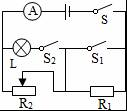 A S
L S₂ S₁
R₂ R₁